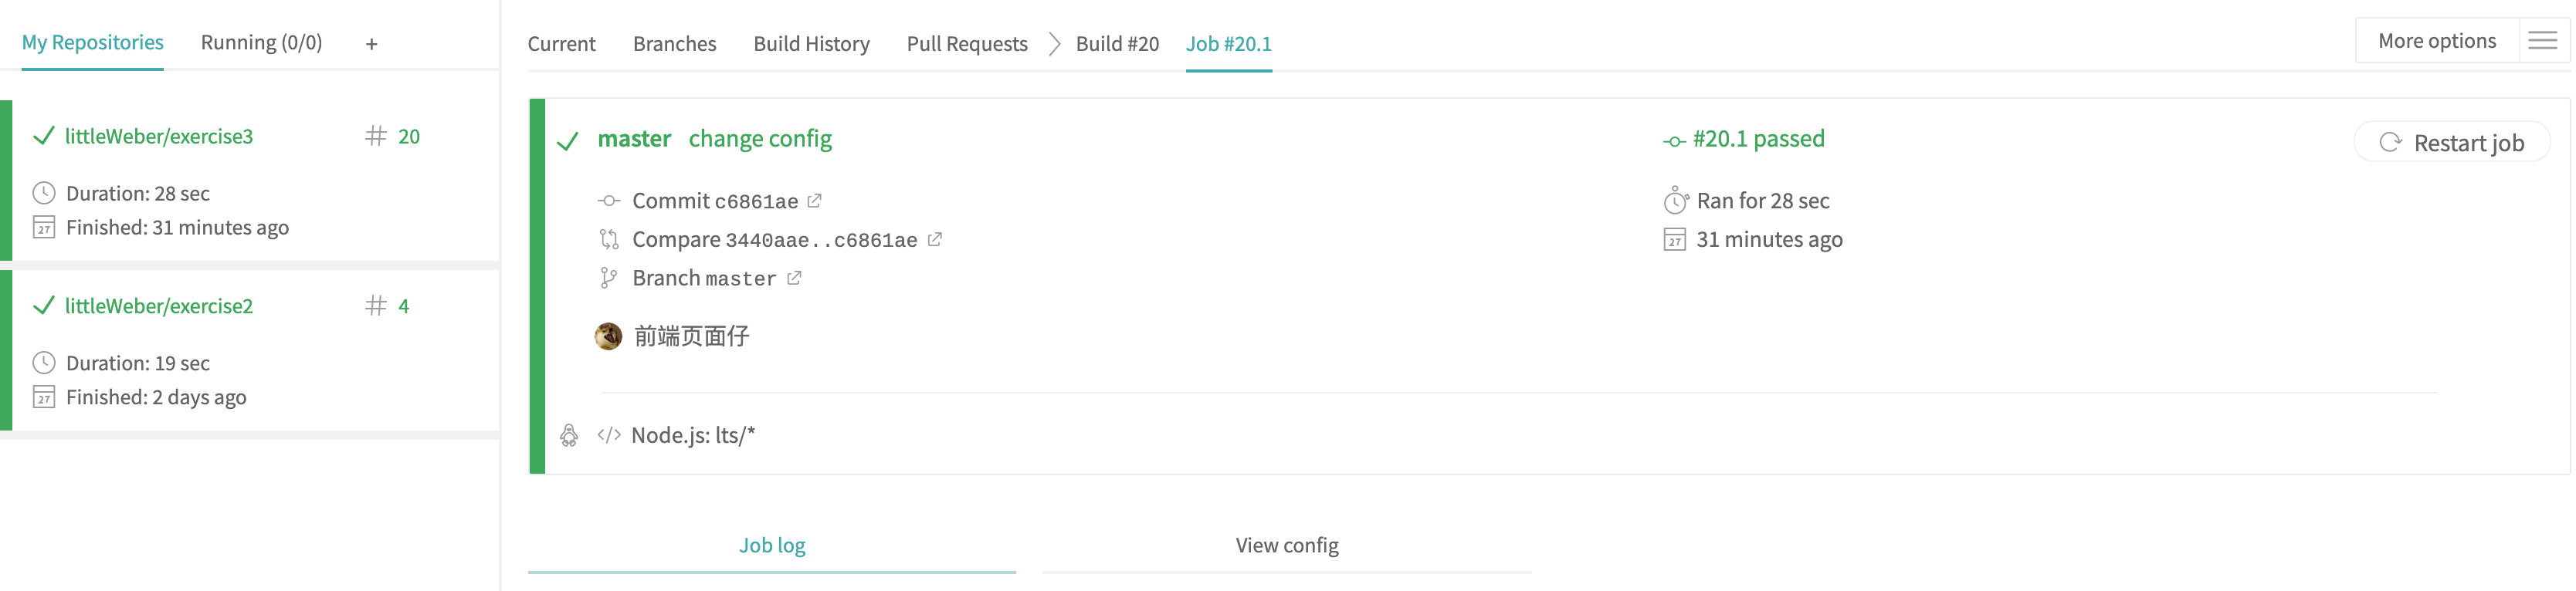 My Repositories Running (0/0) +
littleWeber/exercise3 # 20
Duration: 28 sec
Finished: 31 minutes ago
littleWeber/exercise2 # 4
Duration: 19 sec
Finished: 2 days ago
Current Branches Build History Pull Requests Build #20 Job #20.1
More options
master change config
Commit c6861ae
Compare 3440aae..c6861ae
Branch master
前端页面仔
#20.1 passed
Ran for 28 sec
31 minutes ago
Restart job
Node.js: lts/*
Job log View config